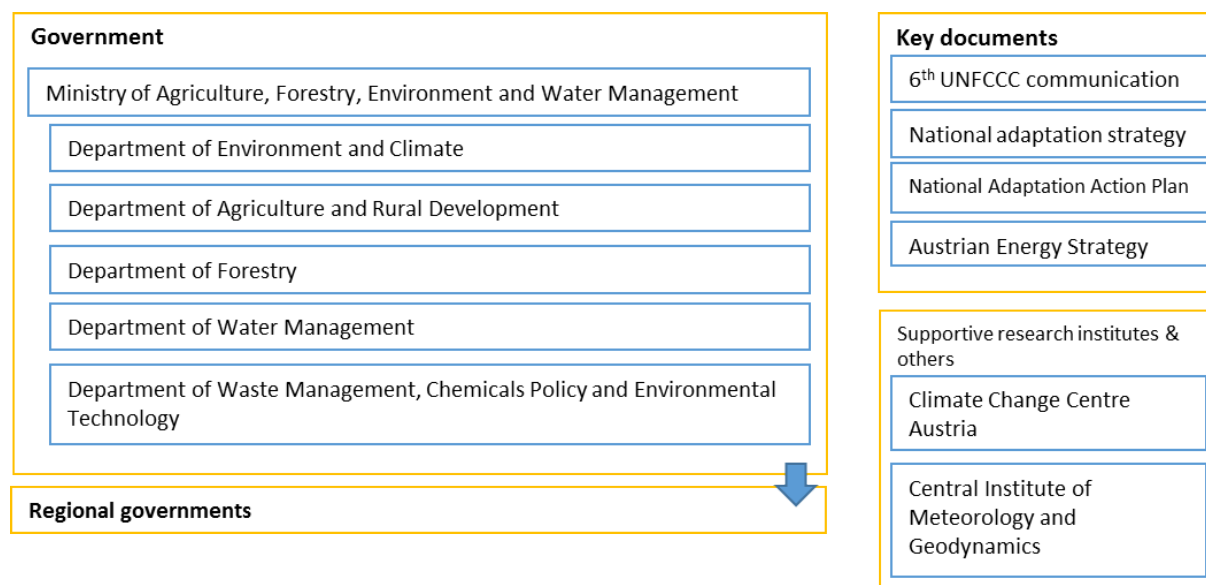 Government
Ministry of Agriculture, Forestry, Environment and Water Management
Department of Environment and Climate
Department of Agriculture and Rural Development
Department of Forestry
Department of Water Management
Department of Waste Management, Chemicals Policy and Environmental
Technology
Regional governments
Key documents
6th UNFCCC communication
National adaptation strategy
National Adaptation Action Plan
Austrian Energy Strategy
Supportive research institutes &
others
Climate Change Centre
Austria
Central Institute of
Meteorology and
Geodynamics